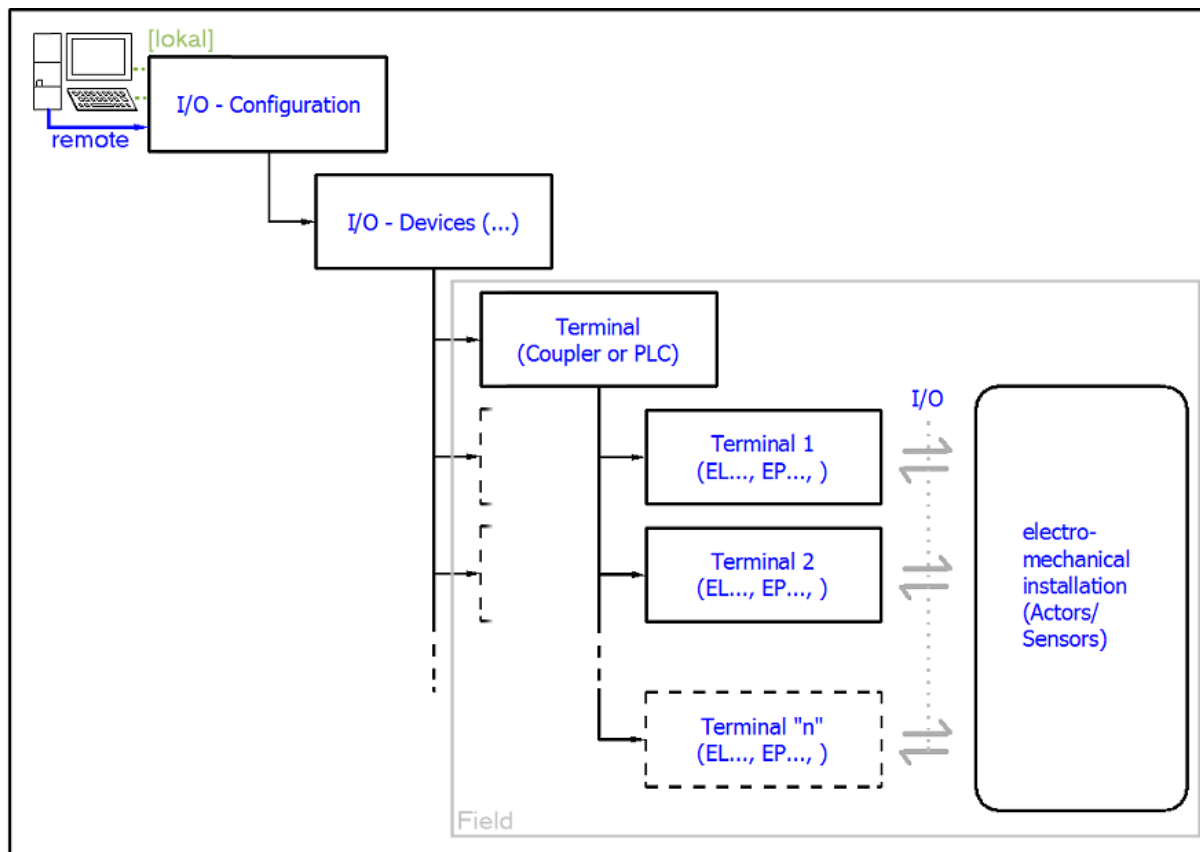 [lokal]
I/O - Configuration
remote
I/O - Devices (...)
Terminal
(Coupler or PLC)
I/O
Terminal 1
(EL..., EP..., )
Terminal 2
(EL..., EP..., )
electro-
mechanical
installation
(Actors/
Sensors)
Terminal "n"
(EL..., EP..., )
Field